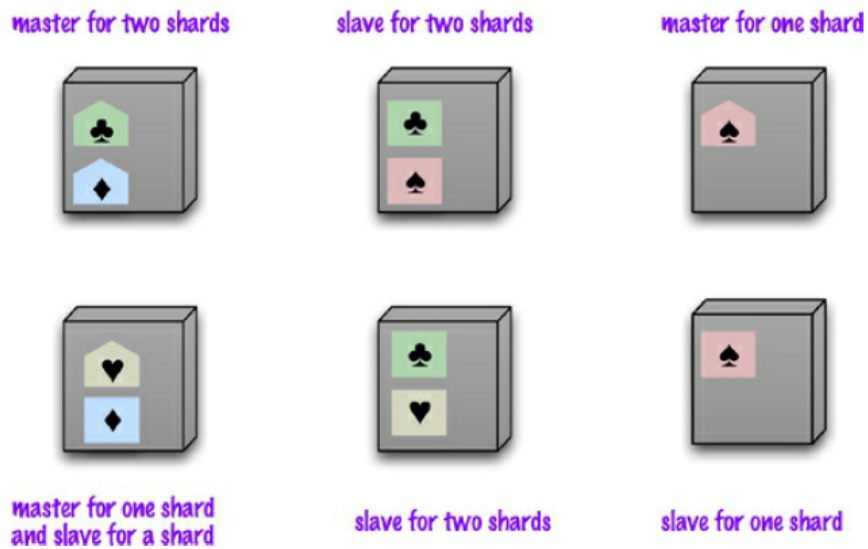 master for two shards
slave for two shards
master for one shard
master for one shard
and slave for a shard
slave for two shards
slave for one shard